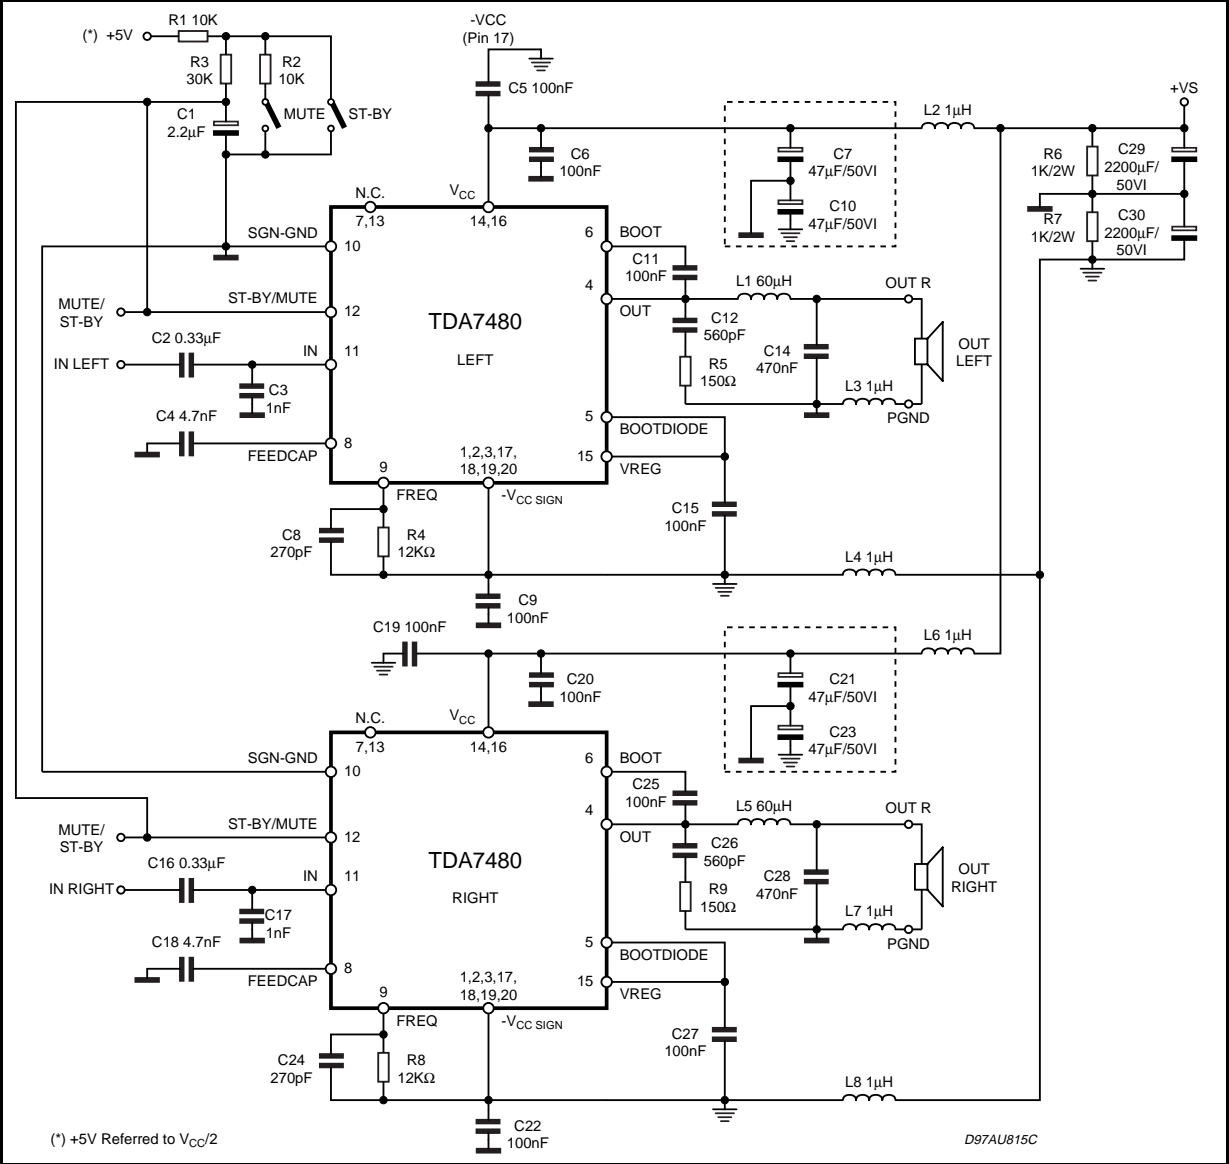 (*) +5V
R1 10K
R3
30K
R2
10K
C1
2.2µF
MUTE
ST-BY
-VCC
(Pin 17)
C5 100nF
C6
100nF
C7
47µF/50Vl
C10
47µF/50Vl
L2 1µH
+VS
R6
1K/2W
C29
2200µF/
50Vl
R7
1K/2W
C30
2200µF/
50Vl
N.C.
7,13
VCC
14,16
SGN-GND
10
MUTE/
ST-BY
ST-BY/MUTE
12
C2 0.33µF
IN LEFT
IN
11
C3
1nF
C4 4.7nF
FEEDCAP
8
TDA7480
LEFT
6
BOOT
C11
100nF
4
OUT
L1 60µH
OUT R
C12
560pF
R5
150Ω
C14
470nF
OUT
LEFT
L3 1µH
PGND
5
BOOTDIODE
15
VREG
C15
100nF
9
FREQ
1,2,3,17,
18,19,20
-VCC SIGN
C8
270pF
R4
12KΩ
L4 1µH
C9
100nF
C19 100nF
C20
100nF
C21
47µF/50Vl
C23
47µF/50Vl
L6 1µH
N.C.
7,13
VCC
14,16
SGN-GND
10
MUTE/
ST-BY
ST-BY/MUTE
12
C16 0.33µF
IN RIGHT
IN
11
C17
1nF
C18 4.7nF
FEEDCAP
8
TDA7480
RIGHT
6
BOOT
C25
100nF
4
OUT
L5 60µH
OUT R
C26
560pF
R9
150Ω
C28
470nF
OUT
RIGHT
L7 1µH
PGND
5
BOOTDIODE
15
VREG
C27
100nF
9
FREQ
1,2,3,17,
18,19,20
-VCC SIGN
C24
270pF
R8
12KΩ
L8 1µH
C22
100nF
(*) +5V Referred to VCC/2
D97AU815C